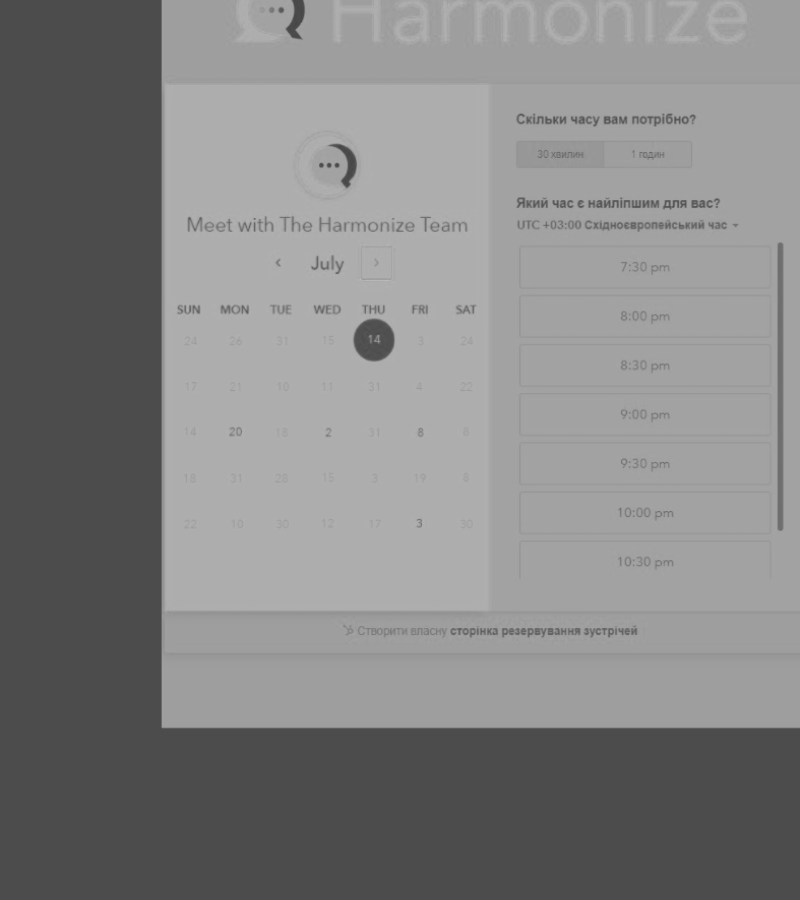 Harmonize
Meet with The Harmonize Team
July
SUN MON TUE WED THU FRI SAT
24 26 31 15 14 3 24
17 21 10 11 31 4 22
14 20 18 2 31 8 8
18 31 28 15 3 19 6
22 10 30 12 17 3 30
Скільки часу вам потрібно?
30 хвилин 1 годин
Який час є найліпшим для вас?
UTC +03:00 Східноєвропейський час
7:30 pm
8:00 pm
8:30 pm
9:00 pm
9:30 pm
10:00 pm
10:30 pm
Створити власну сторінка резервування зустрічей